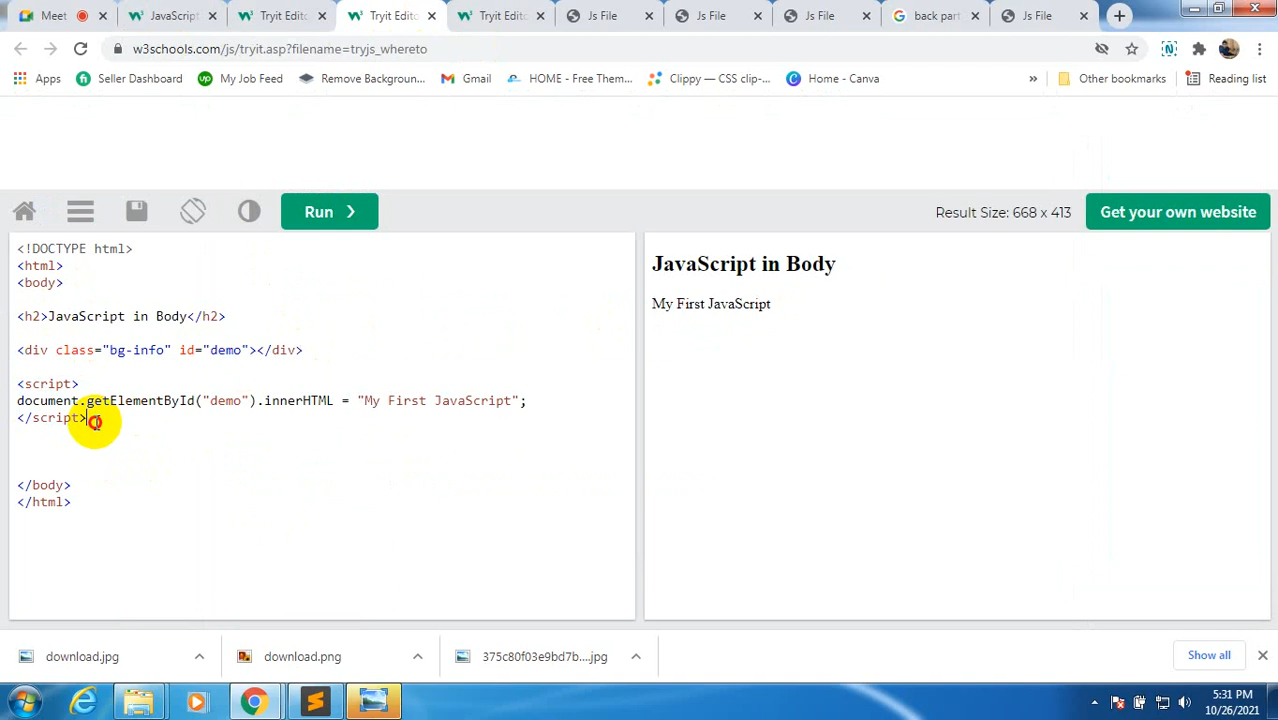 Meet
JavaScript
Tryit Edito
Tryit Edito
Tryit Edito
Js File
Js File
Js File
back part
Js File
w3schools.com/js/tryit.asp?filename=tryjs_whereto
Apps
Seller Dashboard
My Job Feed
Remove Backgroun...
Gmail
HOME - Free Them...
Clippy — CSS clip-...
Home - Canva
»
Other bookmarks
Reading list
Run ❯
Result Size: 668 x 413
Get your own website
<!DOCTYPE html>
<html>
<body>
<h2>JavaScript in Body</h2>
<div class="bg-info" id="demo"></div>
<script>
document.getElementById("demo").innerHTML = "My First JavaScript";
</script>
</body>
</html>
JavaScript in Body
My First JavaScript
download.jpg
download.png
375c80f03e9bd7b....jpg
Show all
5:31 PM
10/26/2021